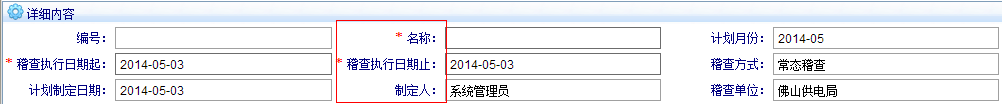 详细内容
编号： * 名称： 计划月份： 2014-05
* 稽查执行日期起： 2014-05-03 * 稽查执行日期止： 2014-05-03 稽查方式： 常态稽查
计划制定日期： 2014-05-03 制定人： 系统管理员 稽查单位： 佛山供电局